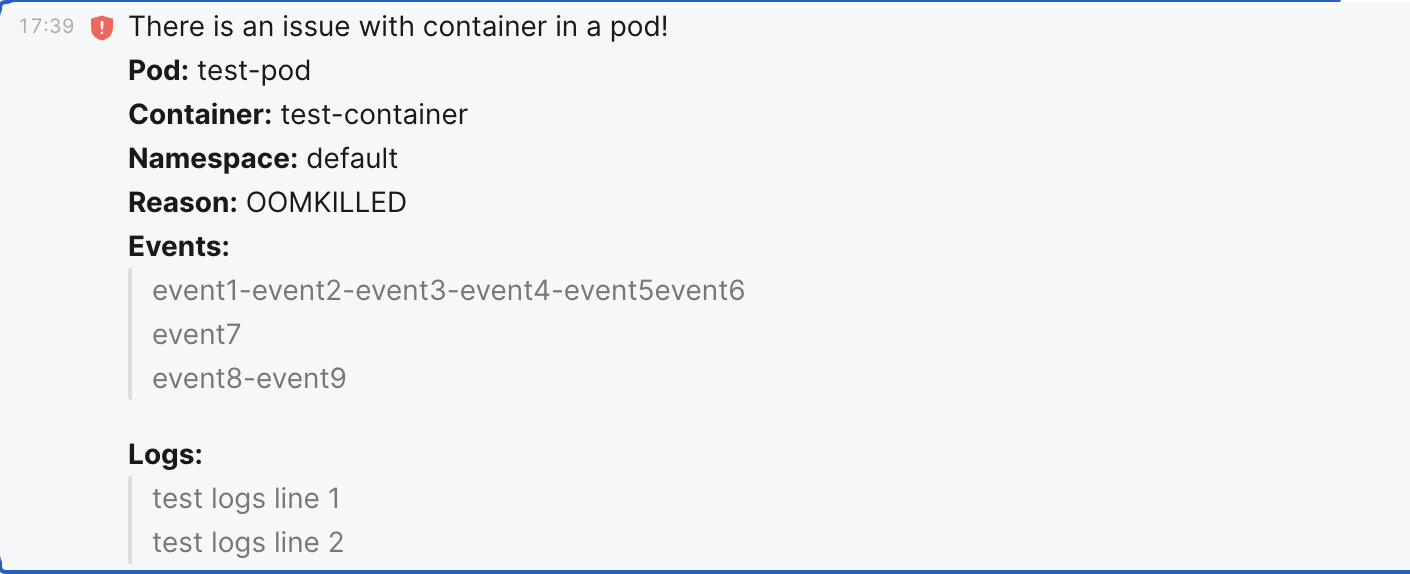 17:39 There is an issue with container in a pod!
Pod: test-pod
Container: test-container
Namespace: default
Reason: OOMKILLED
Events:
event1-event2-event3-event4-event5event6
event7
event8-event9
Logs:
test logs line 1
test logs line 2